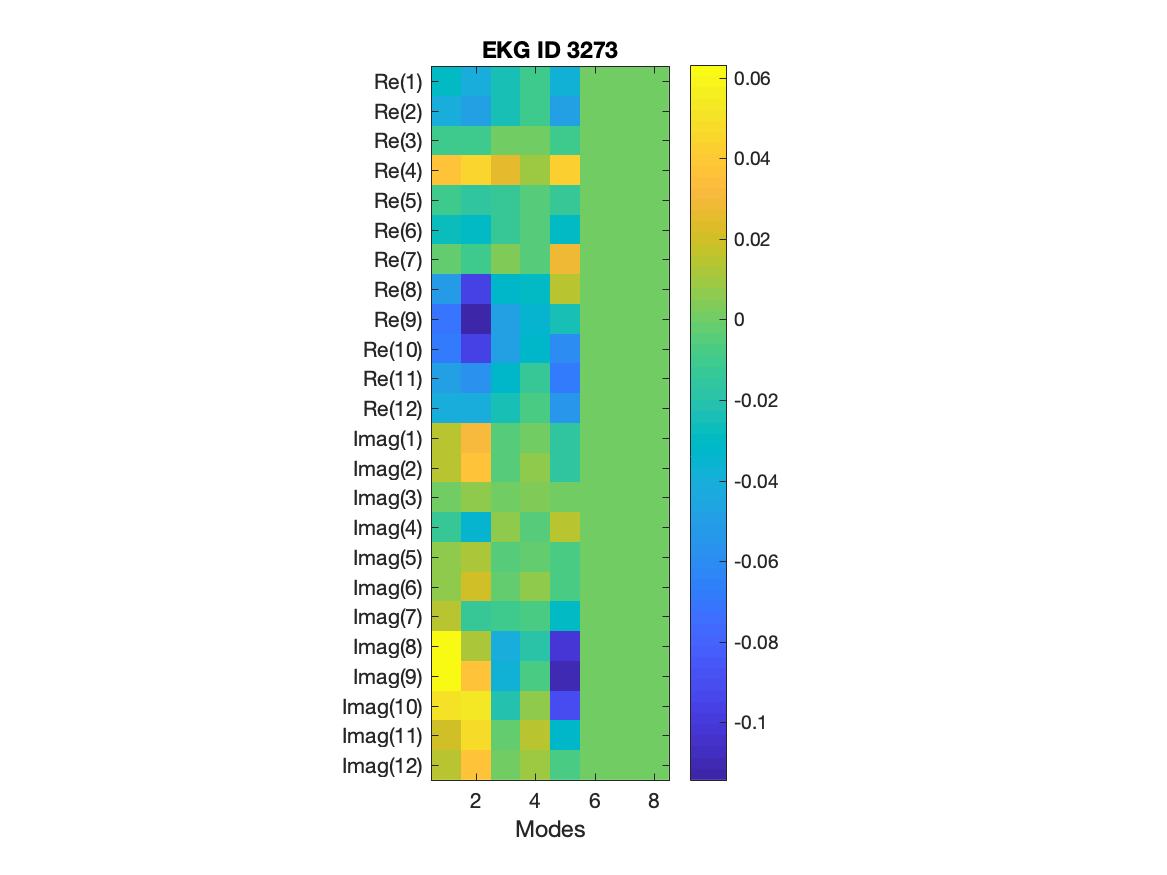 EKG ID 3273
Re(1)
Re(2)
Re(3)
Re(4)
Re(5)
Re(6)
Re(7)
Re(8)
Re(9)
Re(10)
Re(11)
Re(12)
Imag(1)
Imag(2)
Imag(3)
Imag(4)
Imag(5)
Imag(6)
Imag(7)
Imag(8)
Imag(9)
Imag(10)
Imag(11)
Imag(12)
2 4 6 8
Modes
0.06
0.04
0.02
0
-0.02
-0.04
-0.06
-0.08
-0.1